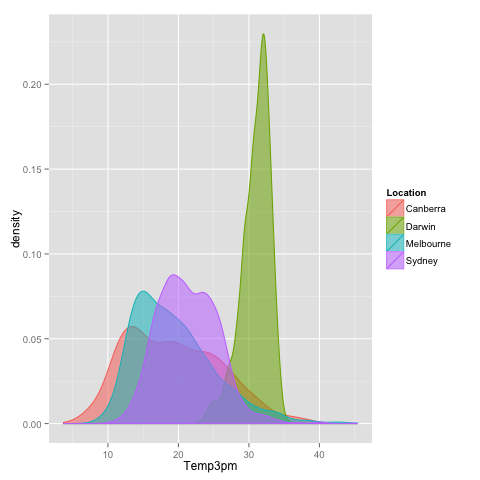 0.20
0.15
0.10
0.05
0.00
density
10 20 30 40
Temp3pm
Location
Canberra
Darwin
Melbourne
Sydney